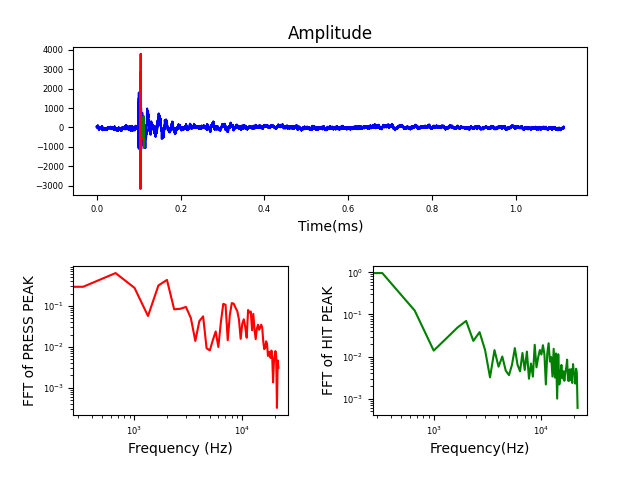 Amplitude
4000
3000
2000
1000
0
−1000
−2000
−3000
0.0 0.2 0.4 0.6 0.8 1.0
Time(ms)
FFT of PRESS PEAK
10⁻¹
10⁻²
10⁻³
10³ 10⁴
Frequency (Hz)
FFT of HIT PEAK
10⁰
10⁻¹
10⁻²
10⁻³
10³ 10⁴
Frequency(Hz)